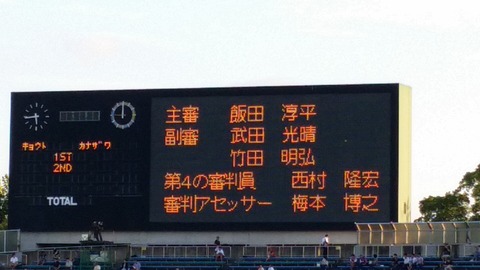 キョウト カナザワ
1ST
2ND
TOTAL
主審 飯田 淳平
副審 武田 光晴
竹田 明弘
第4の審判員 西村 隆宏
審判アセッサー 梅本 博之